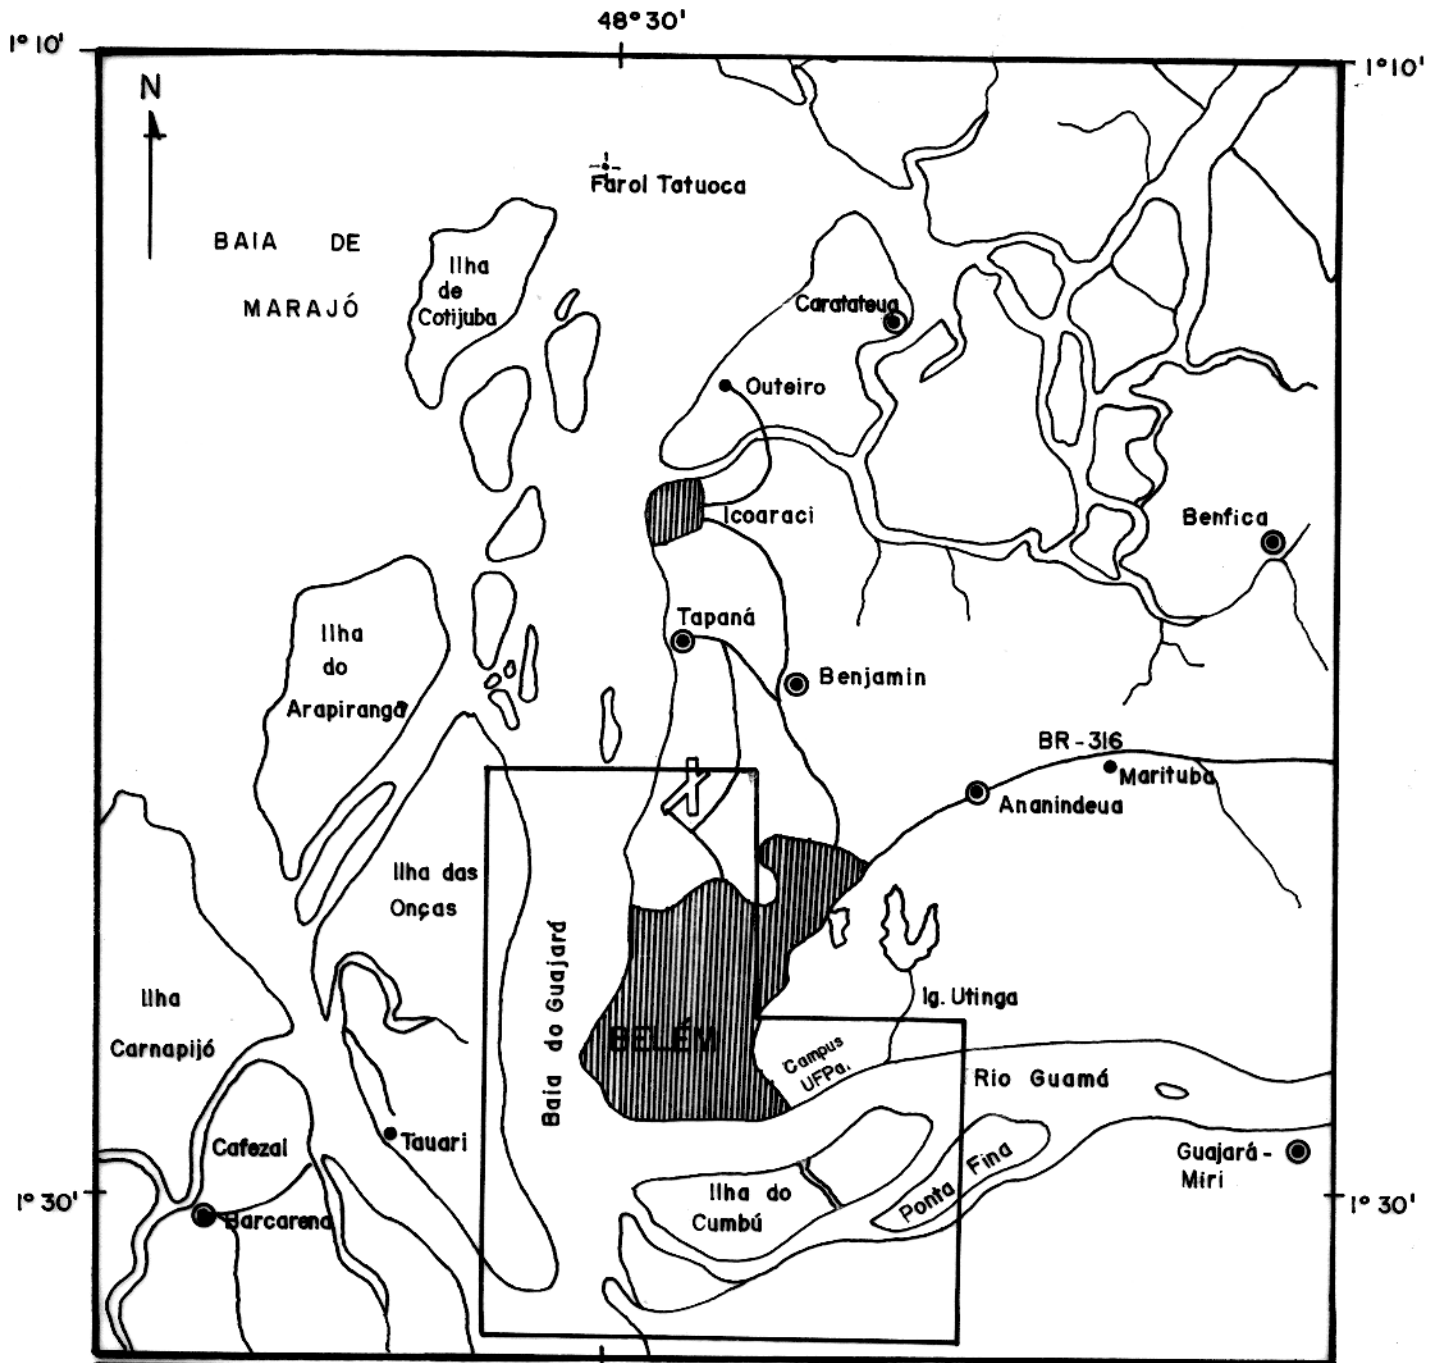 48° 30'
1° 10'
1° 10'
N
Farol Tatuoca
BAIA DE
MARAJÓ
Ilha
de
Cotijuba
Caratateua
Outeiro
Icoaraci
Benfica
Tapaná
Ilha
do
Arapiranga
Benjamin
BR-316
Marituba
Ananindeua
Ilha das
Onças
Baia do Guajará
Ilha
Carnapijó
Ig. Utinga
BELÉM
Campus
UFPa.
Rio Guamá
Cafezal
Tauari
Guajará-
Miri
Ponta Fina
Ilha do
Cumbú
1° 30'
1° 30'
Barcarena